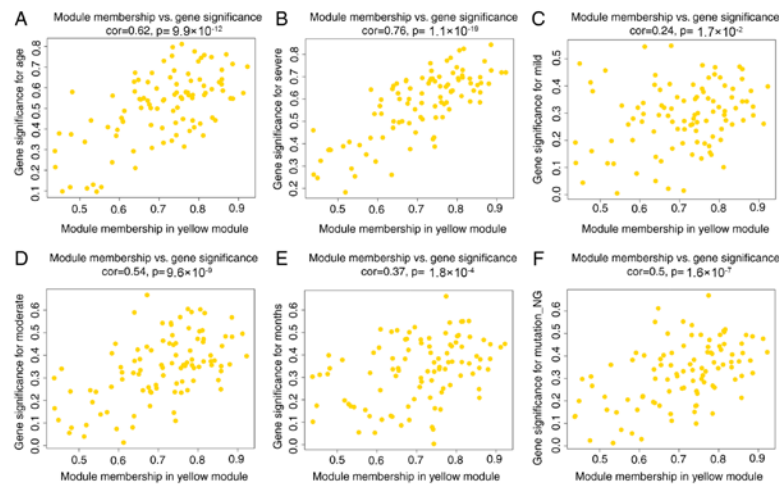 A
Module membership vs. gene significance
cor=0.62, p= 9.9×10⁻¹²
Gene significance for age
0.8
0.7
0.6
0.5
0.4
0.3
0.2
0.1
0.5 0.6 0.7 0.8 0.9
Module membership in yellow module
B
Module membership vs. gene significance
cor=0.76, p= 1.1×10⁻¹⁹
Gene significance for severe
0.8
0.7
0.6
0.5
0.4
0.3
0.2
0.5 0.6 0.7 0.8 0.9
Module membership in yellow module
C
Module membership vs. gene significance
cor=0.24, p= 1.7×10⁻²
Gene significance for mild
0.5
0.4
0.3
0.2
0.1
0.0
0.5 0.6 0.7 0.8 0.9
Module membership in yellow module
D
Module membership vs. gene significance
cor=0.54, p= 9.6×10⁻⁹
Gene significance for moderate
0.6
0.5
0.4
0.3
0.2
0.1
0.0
0.5 0.6 0.7 0.8 0.9
Module membership in yellow module
E
Module membership vs. gene significance
cor=0.37, p= 1.8×10⁻⁴
Gene significance for months
0.6
0.5
0.4
0.3
0.2
0.1
0.0
0.5 0.6 0.7 0.8 0.9
Module membership in yellow module
F
Module membership vs. gene significance
cor=0.5, p= 1.6×10⁻⁷
Gene significance for mutation_NG
0.6
0.5
0.4
0.3
0.2
0.1
0.0
0.5 0.6 0.7 0.8 0.9
Module membership in yellow module